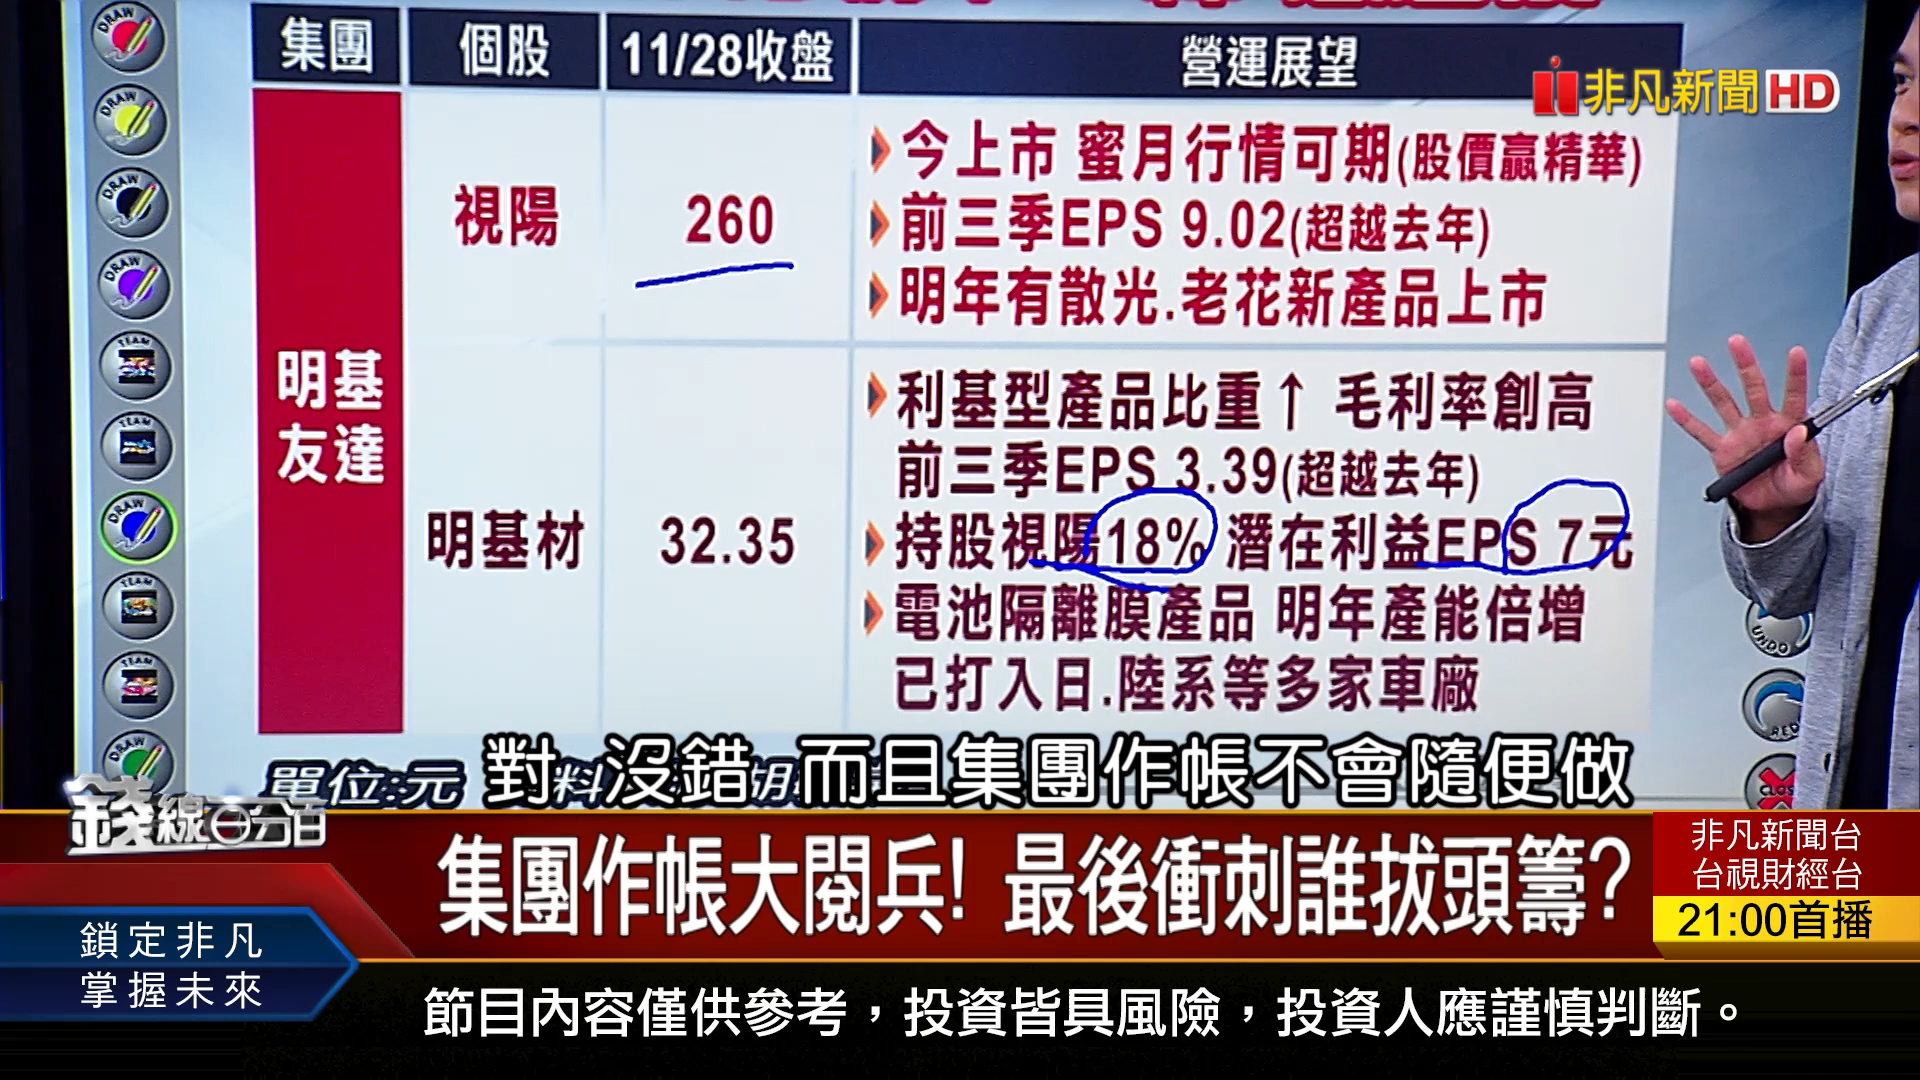 集團 個股 11/28收盤 營運展望
非凡新聞HD
明基
友達
視陽 260
今上市 蜜月行情可期(股價贏精華)
前三季EPS 9.02(超越去年)
明年有散光.老花新產品上市
明基材 32.35
利基型產品比重↑ 毛利率創高
前三季EPS 3.39(超越去年)
持股視陽18% 潛在利益EPS 7元
電池隔離膜產品 明年產能倍增
已打入日.陸系等多家車廠
DRAW
DRAW
DRAW
DRAW
TEAM
TEAM
DRAW
TEAM
TEAM
DRAW
UNDO
單位:元
對 沒錯 而且集團作帳不會隨便做
錢線百分百
集團作帳大閱兵! 最後衝刺誰拔頭籌?
非凡新聞台
台視財經台
21:00首播
鎖定非凡
掌握未來
節目內容僅供參考，投資皆具風險，投資人應謹慎判斷。